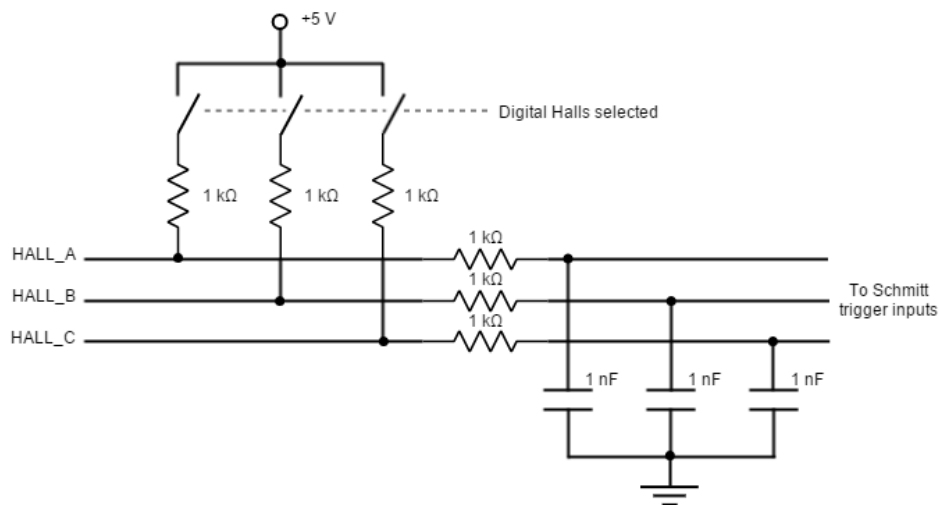 +5 V
Digital Halls selected
1 kΩ
1 kΩ
1 kΩ
HALL_A
1 kΩ
HALL_B
1 kΩ
HALL_C
1 kΩ
To Schmitt
trigger inputs
1 nF
1 nF
1 nF